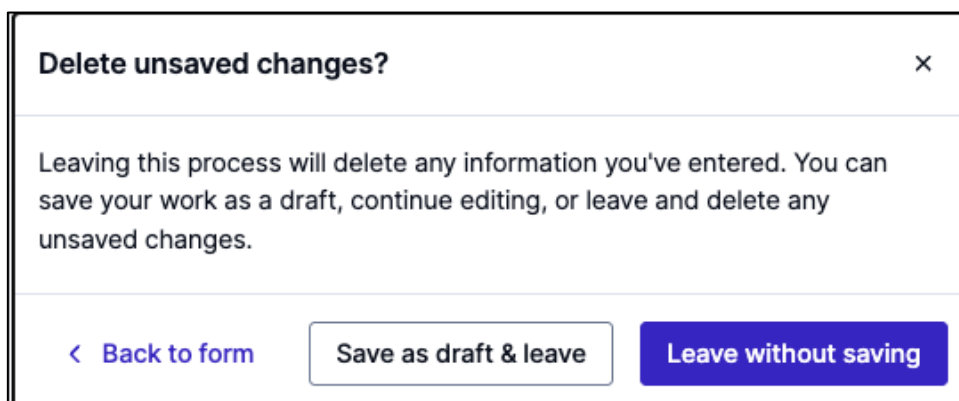 Delete unsaved changes?
Leaving this process will delete any information you've entered. You can
save your work as a draft, continue editing, or leave and delete any
unsaved changes.
Back to form
Save as draft & leave
Leave without saving